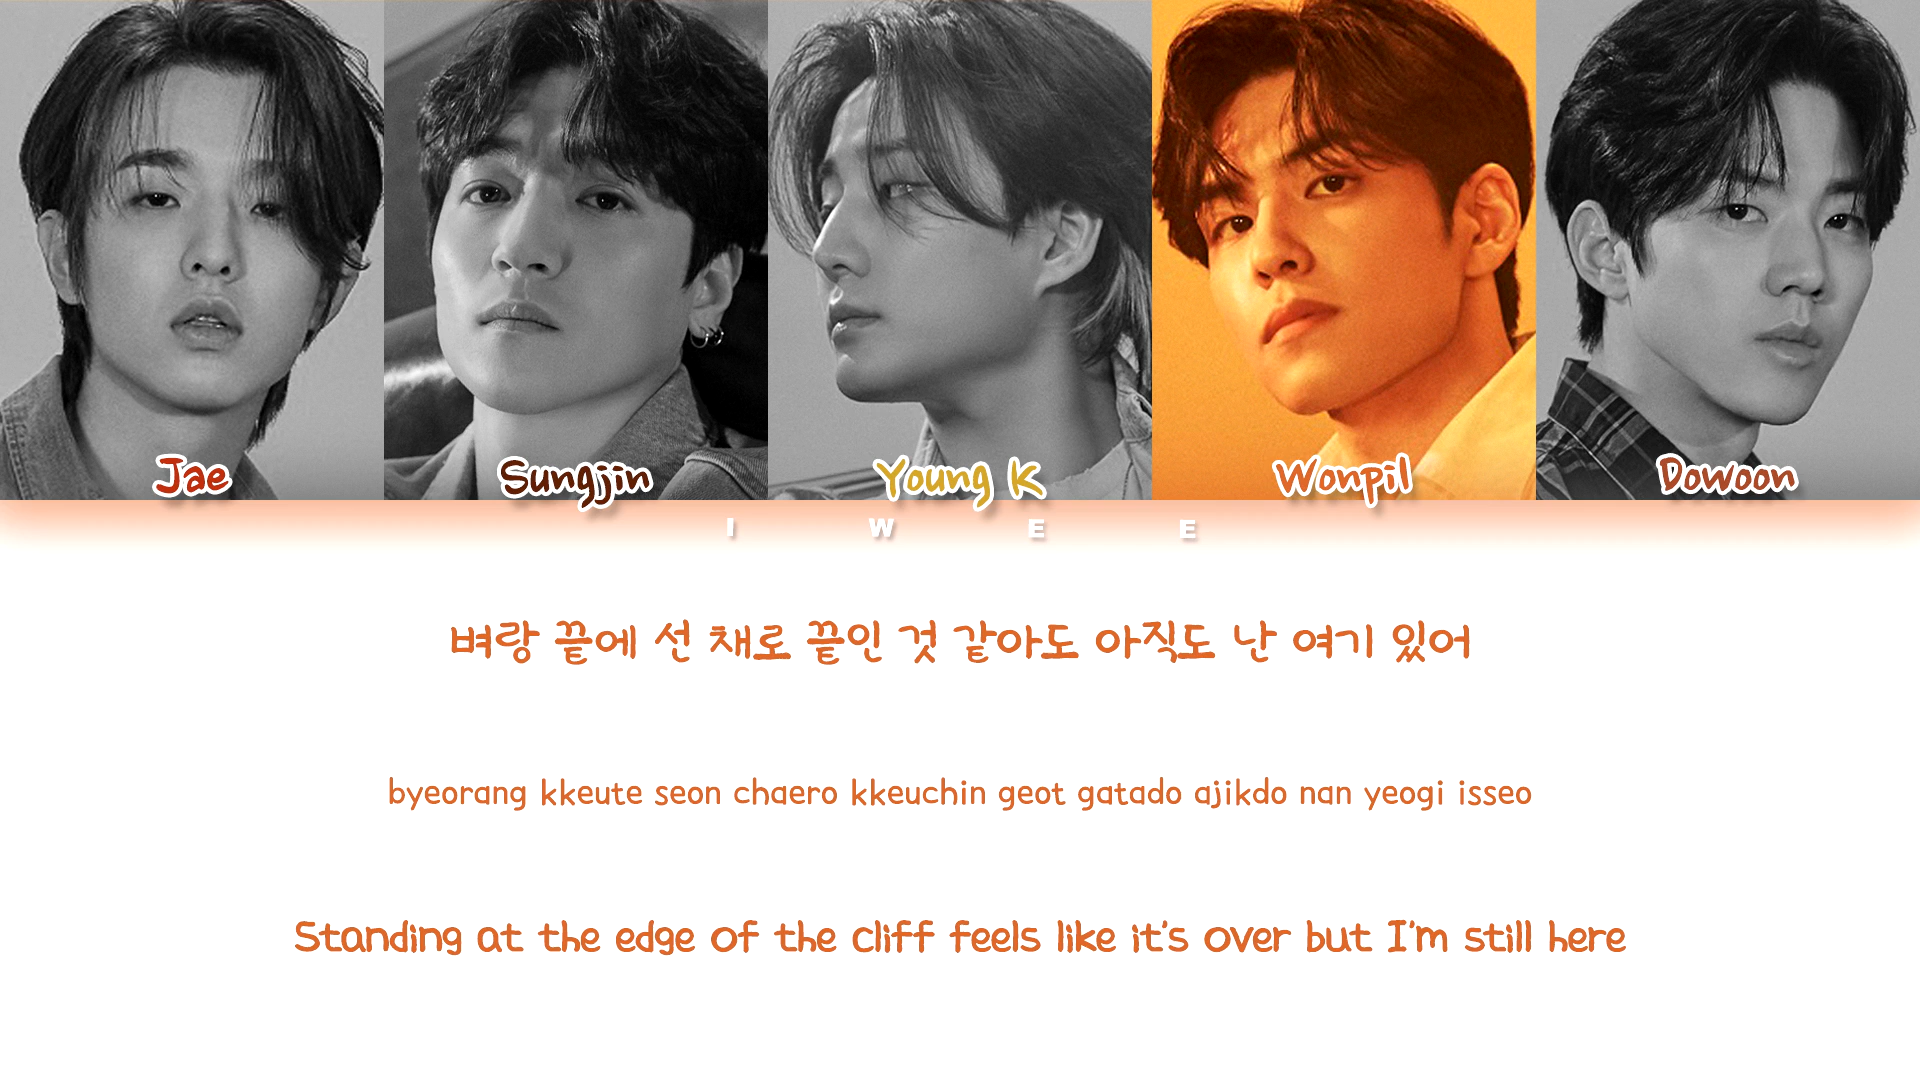 Jae
Sungjin
Young K
Wonpil
Dowoon
I W E E
벼랑 끝에 선 채로 끝인 것 같아도 아직도 난 여기 있어
byeorang kkeute seon chaero kkeuchin geot gatado ajikdo nan yeogi isseo
Standing at the edge of the cliff feels like it's over but I'm still here